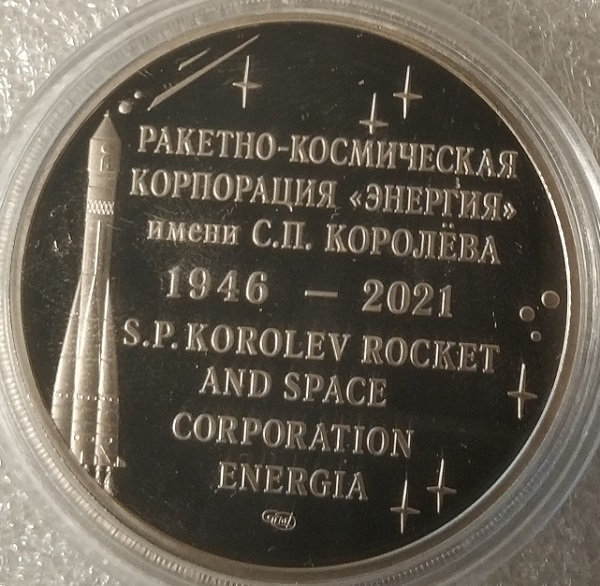 РАКЕТНО-КОСМИЧЕСКАЯ
КОРПОРАЦИЯ «ЭНЕРГИЯ»
имени С.П. КОРОЛЁВА
1946 — 2021
S.P. KOROLEV ROCKET
AND SPACE
CORPORATION
ENERGIA